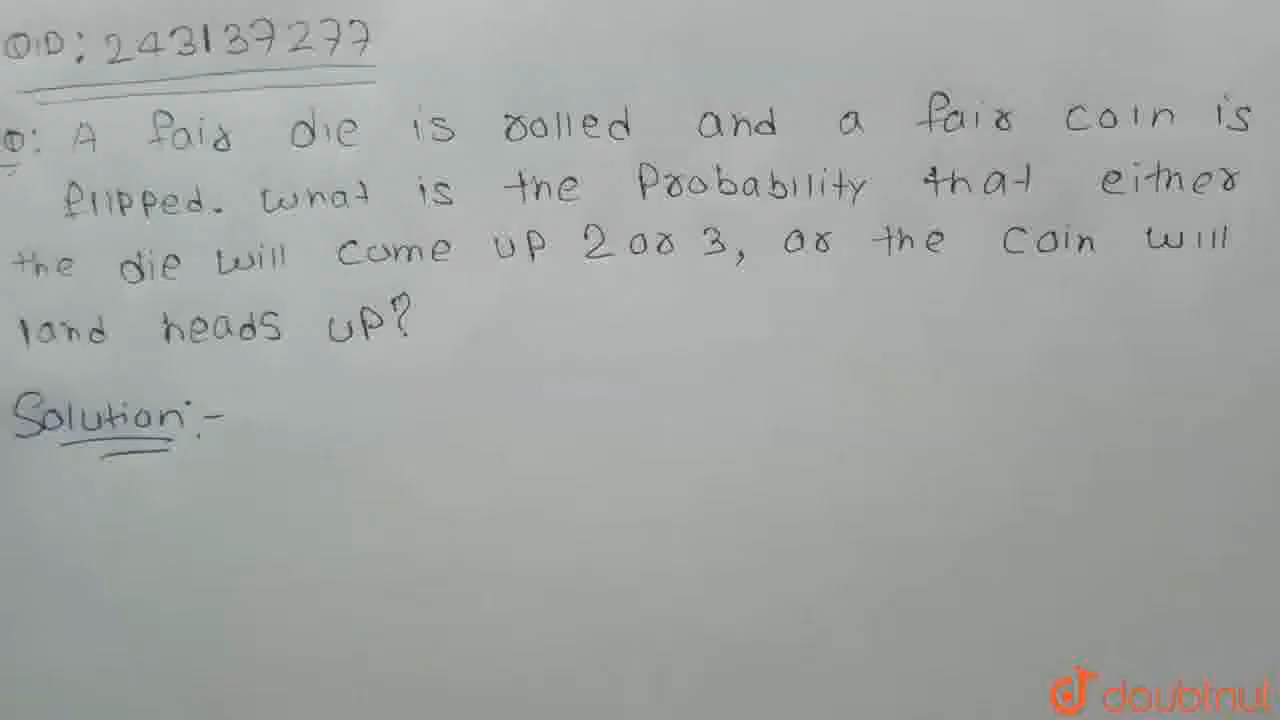 QID: 243137277
Q: A fair die is rolled and a fair coin is
flipped. What is the Probability that either
the die will come up 2 or 3, or the coin will
land heads up?
Solution:-
doubtnut